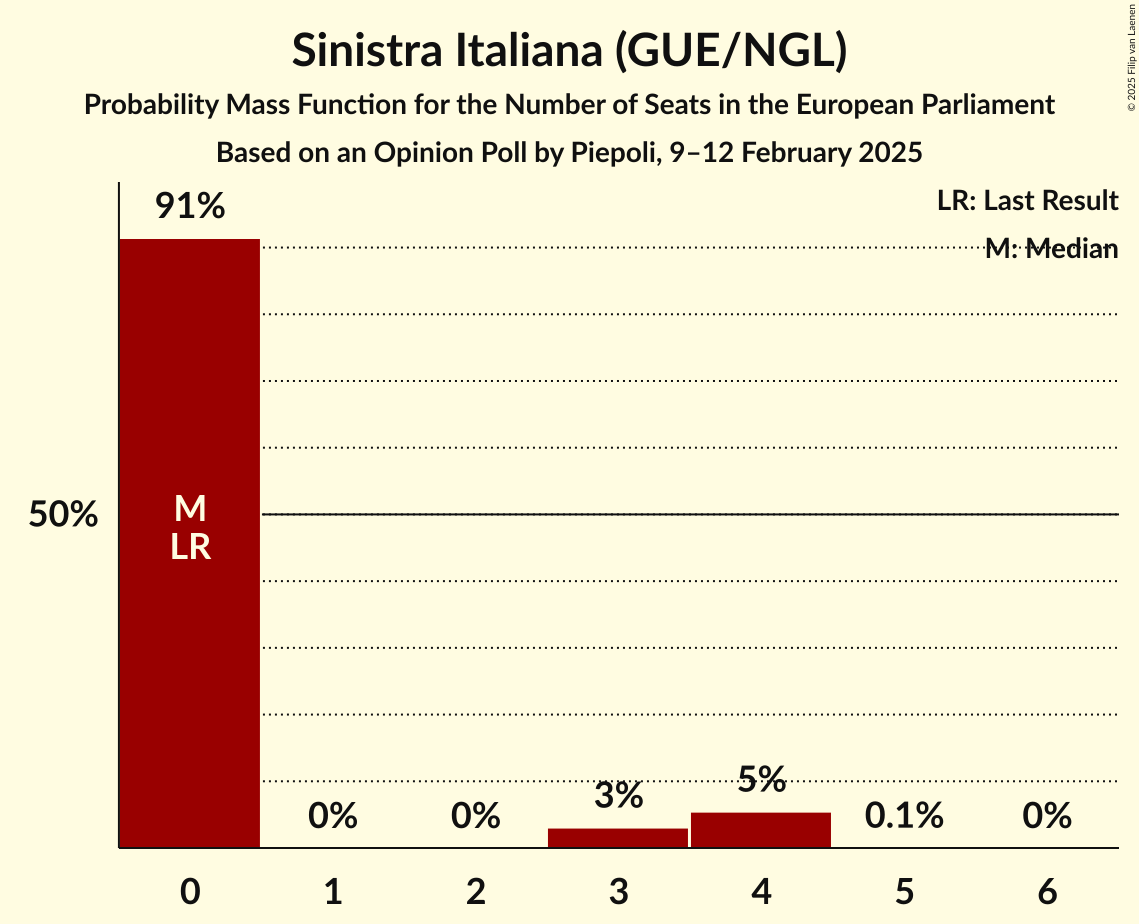 Sinistra Italiana (GUE/NGL)
Probability Mass Function for the Number of Seats in the European Parliament
Based on an Opinion Poll by Piepoli, 9–12 February 2025
© 2025 Filip van Laenen
LR: Last Result
M: Median
91%
50%
M
LR
0%
0%
3%
5%
0.1%
0%
0
1
2
3
4
5
6